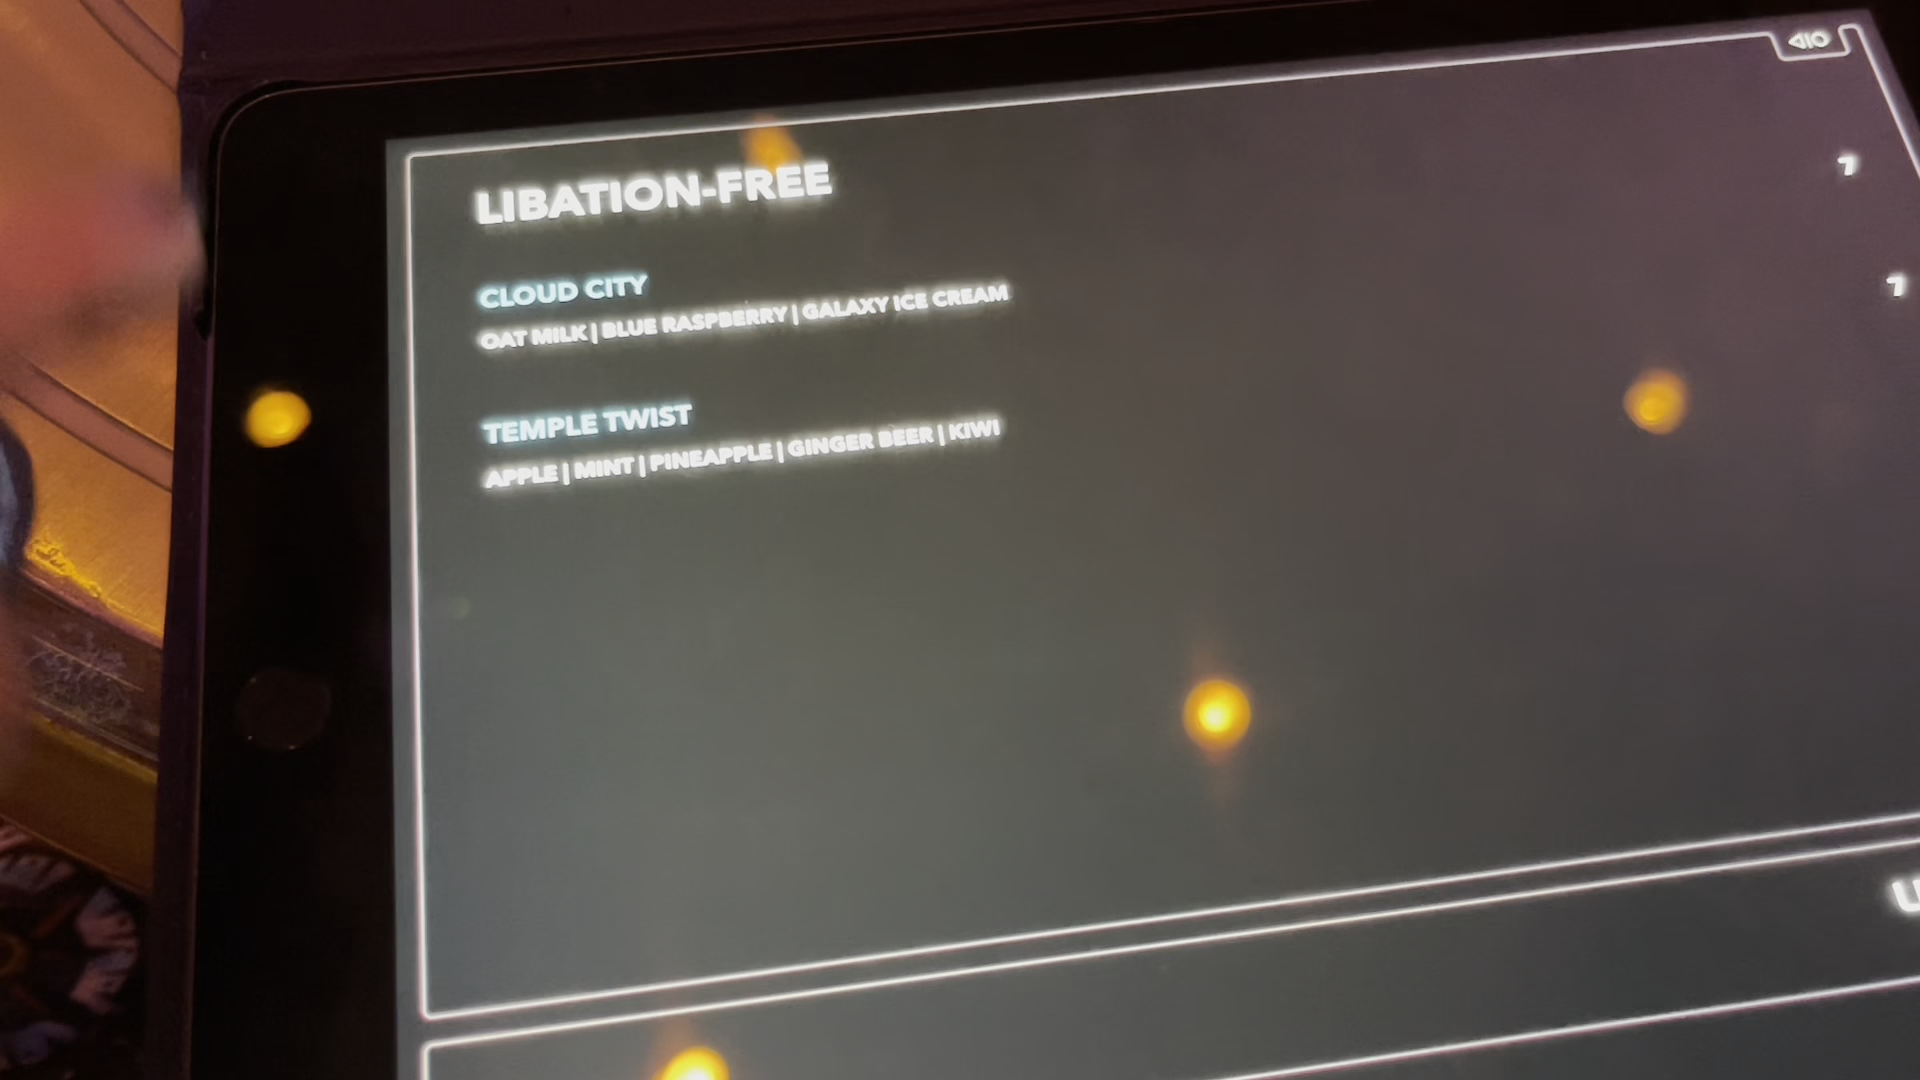 LIBATION-FREE
CLOUD CITY 7
OAT MILK | BLUE RASPBERRY | GALAXY ICE CREAM
TEMPLE TWIST 7
APPLE | MINT | PINEAPPLE | GINGER BEER | KIWI